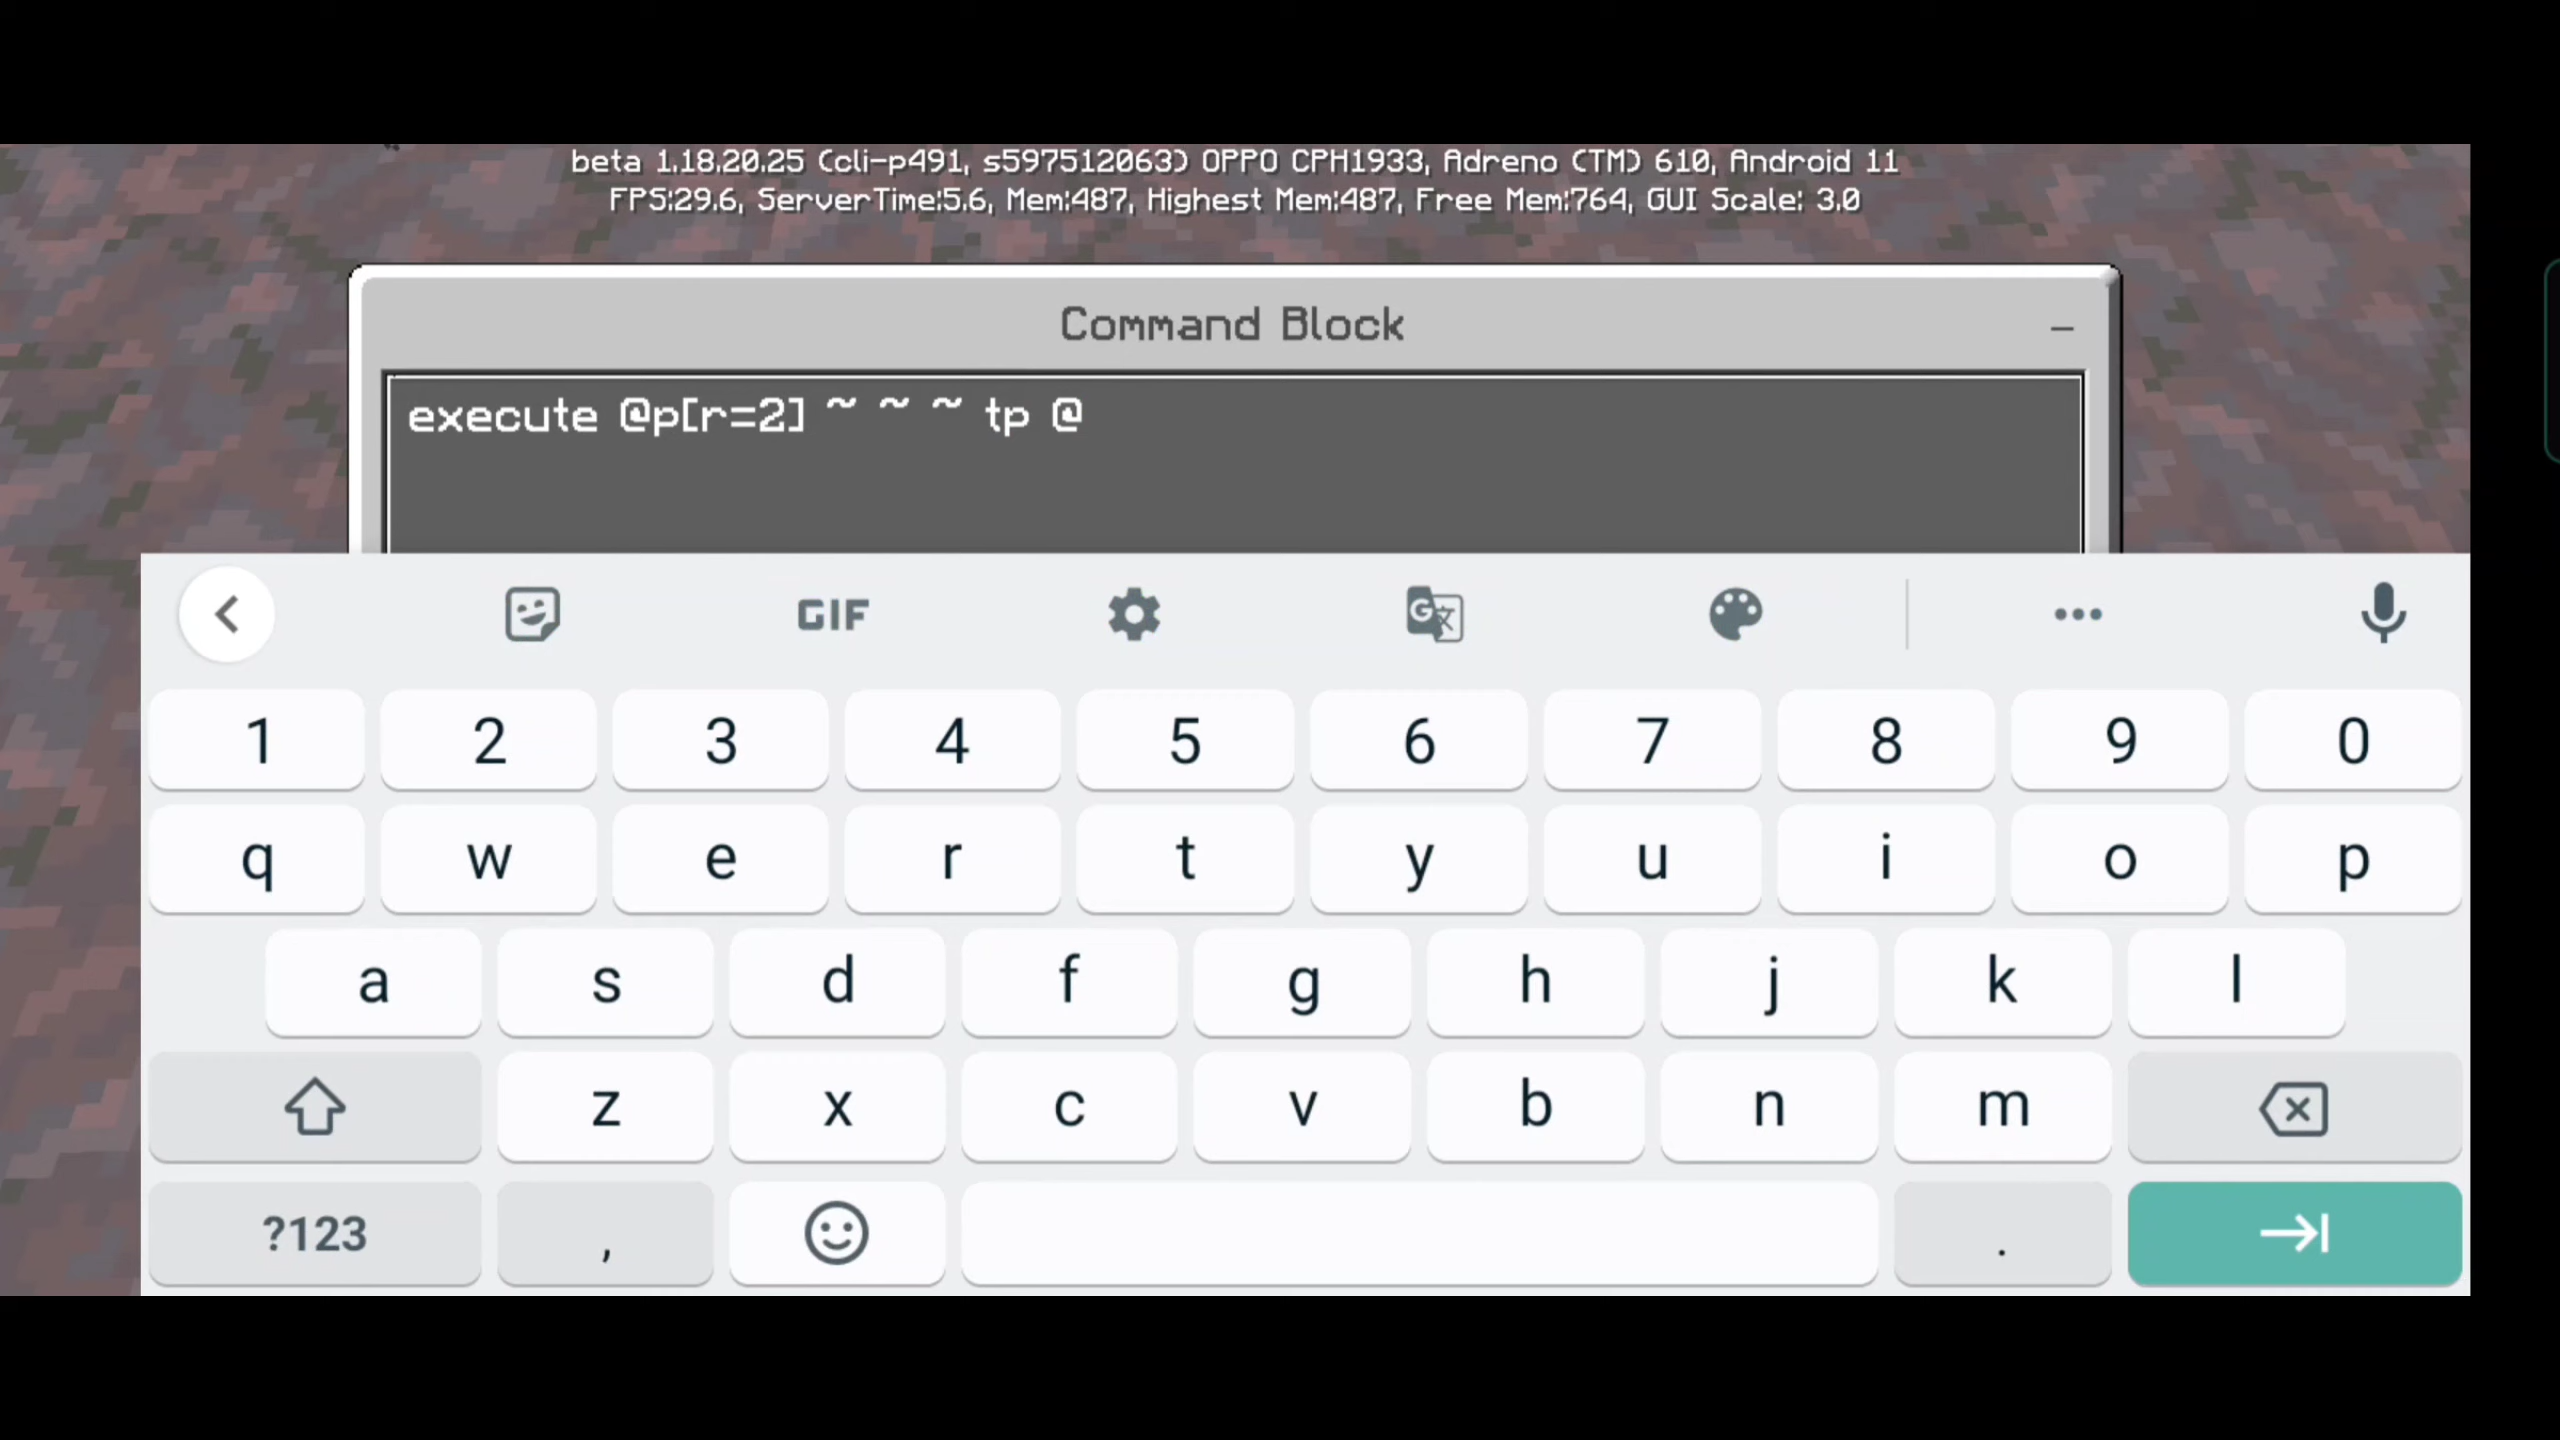 beta 1.18.20.25 (cli-p491, s597512063) OPPO CPH1933, Adreno (TM) 610, Android 11
FPS:29.6, ServerTime:5.6, Mem:487, Highest Mem:487, Free Mem:764, GUI Scale: 3.0
Command Block
execute @p[r=2] ~ ~ ~ tp @
GIF G
1 2 3 4 5 6 7 8 9 0
q w e r t y u i o p
a s d f g h j k l
z x c v b n m
?123 , .